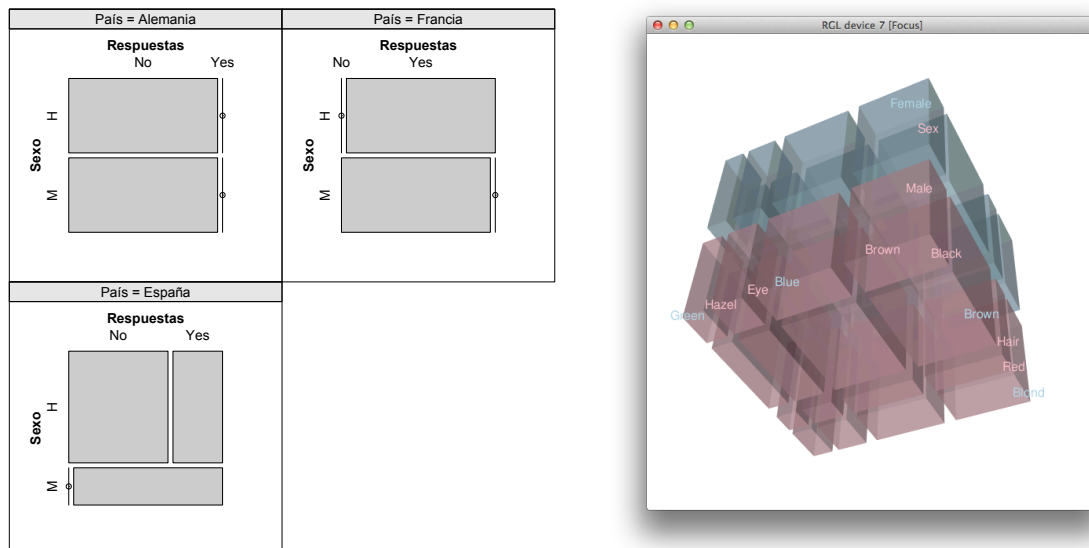 País = Alemania
Respuestas
No Yes
Sexo
H
M
País = Francia
Respuestas
No Yes
Sexo
H
M
País = España
Respuestas
No Yes
Sexo
H
M
RGL device 7 [Focus]
Female
Sex
Male
Brown
Black
Blue
Eye
Hazel
Green
Brown
Hair
Red
Blond